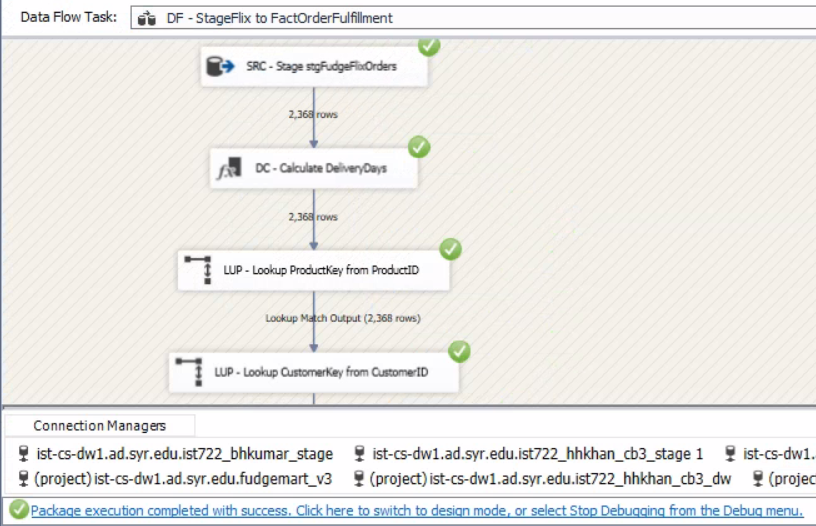 Data Flow Task: DF - StageFlix to FactOrderFulfillment
SRC - Stage stgFudgeFlixOrders
2,368 rows
fx DC - Calculate DeliveryDays
2,368 rows
LUP - Lookup ProductKey from ProductID
Lookup Match Output (2,368 rows)
LUP - Lookup CustomerKey from CustomerID
Connection Managers
ist-cs-dw1.ad.syr.edu.ist722_bhkumar_stage ist-cs-dw1.ad.syr.edu.ist722_hhkhan_cb3_stage 1 ist-cs-dw1.
(project) ist-cs-dw1.ad.syr.edu.fudgemart_v3 (project) ist-cs-dw1.ad.syr.edu.ist722_hhkhan_cb3_dw (projec
Package execution completed with success. Click here to switch to design mode, or select Stop Debugging from the Debug menu.